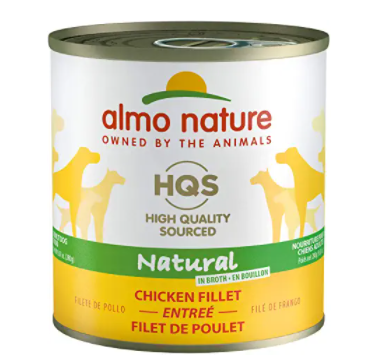 almo nature
OWNED BY THE ANIMALS
HQS
HIGH QUALITY
SOURCED
Natural
IN BROTH • EN BOUILLON
CHICKEN FILLET
FILETE DE POLLO — ENTREÉ — FILÉ DE FRANGO
FILET DE POULET